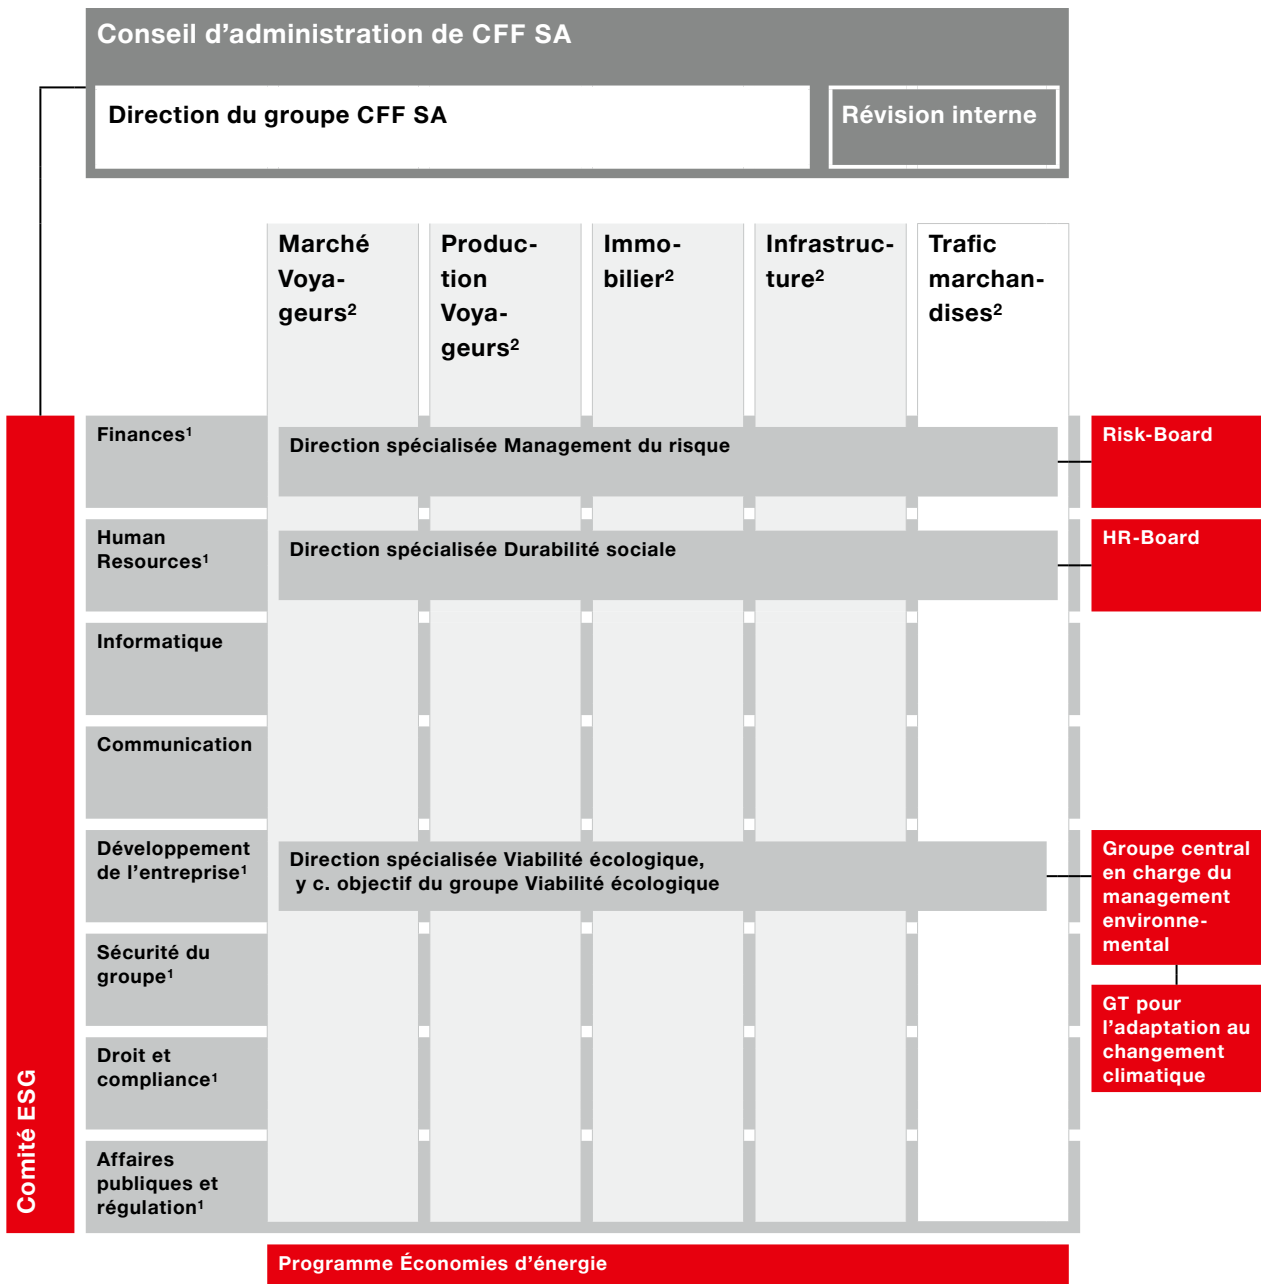 Conseil d’administration de CFF SA
Direction du groupe CFF SA
Révision interne
Marché
Voya-
geurs²
Produc-
tion
Voya-
geurs²
Immo-
bilier²
Infrastruc-
ture²
Trafic
marchan-
dises²
Finances¹
Direction spécialisée Management du risque
Risk-Board
Human
Resources¹
Direction spécialisée Durabilité sociale
HR-Board
Informatique
Communication
Développement
de l’entreprise¹
Direction spécialisée Viabilité écologique,
y c. objectif du groupe Viabilité écologique
Groupe central
en charge du
management
environne-
mental
Sécurité du
groupe¹
GT pour
l’adaptation au
changement
climatique
Droit et
compliance¹
Affaires
publiques et
régulation¹
Comité ESG
Programme Économies d’énergie